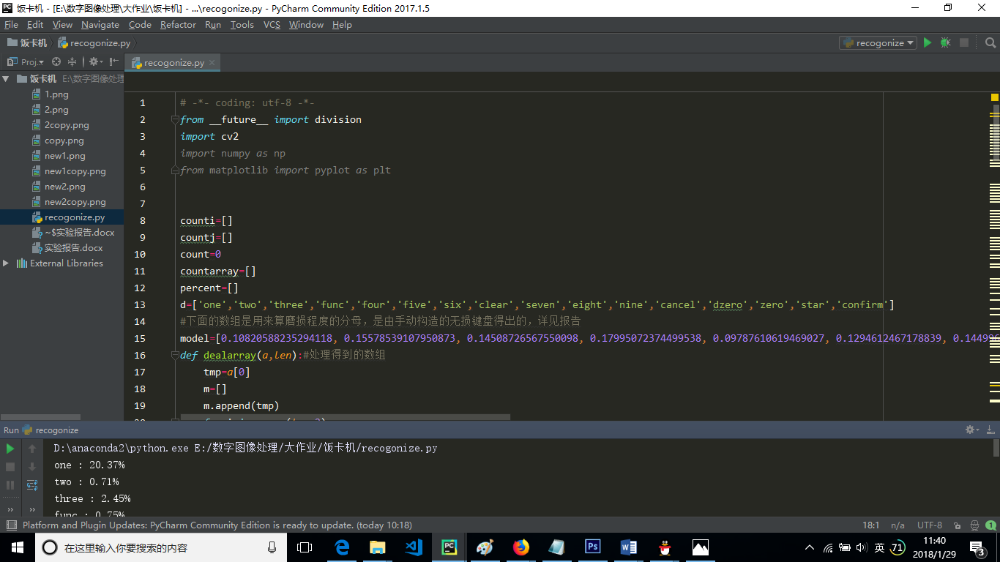 饭卡机 - [E:\数字图像处理\大作业\饭卡机] - ...\recogonize.py - PyCharm Community Edition 2017.1.5
File Edit View Navigate Code Refactor Run Tools VCS Window Help
饭卡机 recogonize.py recogonize
Proj.. recogonize.py
饭卡机 E:\数字图像处理
1.png
2.png
2copy.png
copy.png
new1.png
new1copy.png
new2.png
new2copy.png
recogonize.py
~$实验报告.docx
实验报告.docx
External Libraries
1 # -*- coding: utf-8 -*-
2 from __future__ import division
3 import cv2
4 import numpy as np
5 from matplotlib import pyplot as plt
6
7
8 counti=[]
9 countj=[]
10 count=0
11 countarray=[]
12 percent=[]
13 d=['one','two','three','func','four','five','six','clear','seven','eight','nine','cancel','dzero','zero','star','confirm']
14 #下面的数组是用来算磨损程度的分母，是由手动构造的无损键盘得出的，详见报告
15 model=[0.10820588235294118, 0.15578539107950873, 0.14508726567550098, 0.17995072374499538, 0.09787610619469027, 0.1294612467178839, 0.144936
16 def dealarray(a,len):#处理得到的数组
17 tmp=a[0]
18 m=[]
19 m.append(tmp)
Run recogonize
D:\anaconda2\python.exe E:/数字图像处理/大作业/饭卡机/recogonize.py
one : 20.37%
two : 0.71%
three : 2.45%
func : 0.75%
Platform and Plugin Updates: PyCharm Community Edition is ready to update. (today 10:18) 18:1 n/a UTF-8 1
在这里输入你要搜索的内容 英 71 11:40
2018/1/29 3